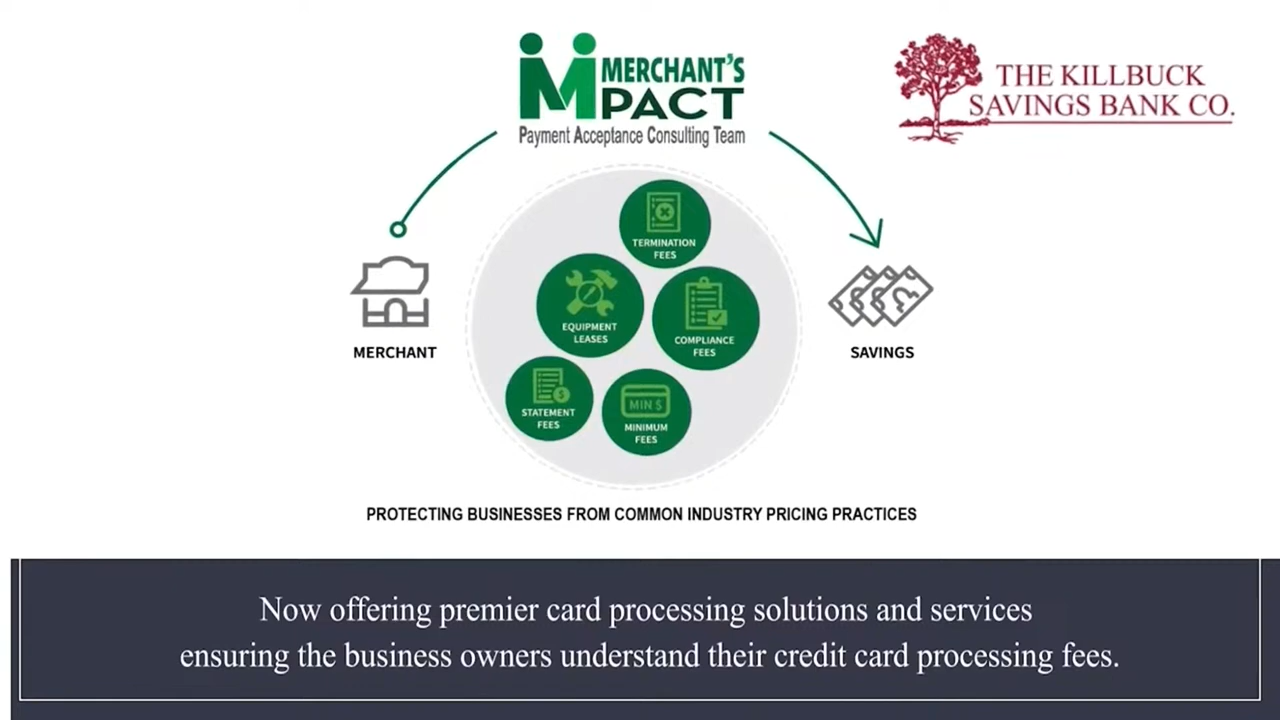 MERCHANT'S
PACT
Payment Acceptance Consulting Team
THE KILLBUCK
SAVINGS BANK CO.
TERMINATION
FEES
EQUIPMENT
LEASES
COMPLIANCE
FEES
MERCHANT
SAVINGS
STATEMENT
FEES
MIN $
MINIMUM
FEES
PROTECTING BUSINESSES FROM COMMON INDUSTRY PRICING PRACTICES
Now offering premier card processing solutions and services
ensuring the business owners understand their credit card processing fees.